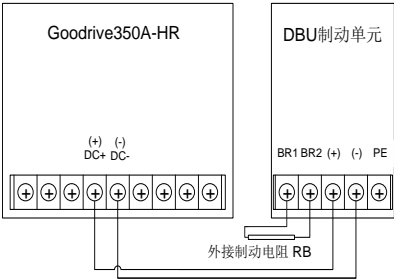 Goodrive350A-HR
DBU制动单元
(+) (-)
DC+ DC-
BR1 BR2 (+) (-) PE
外接制动电阻 RB